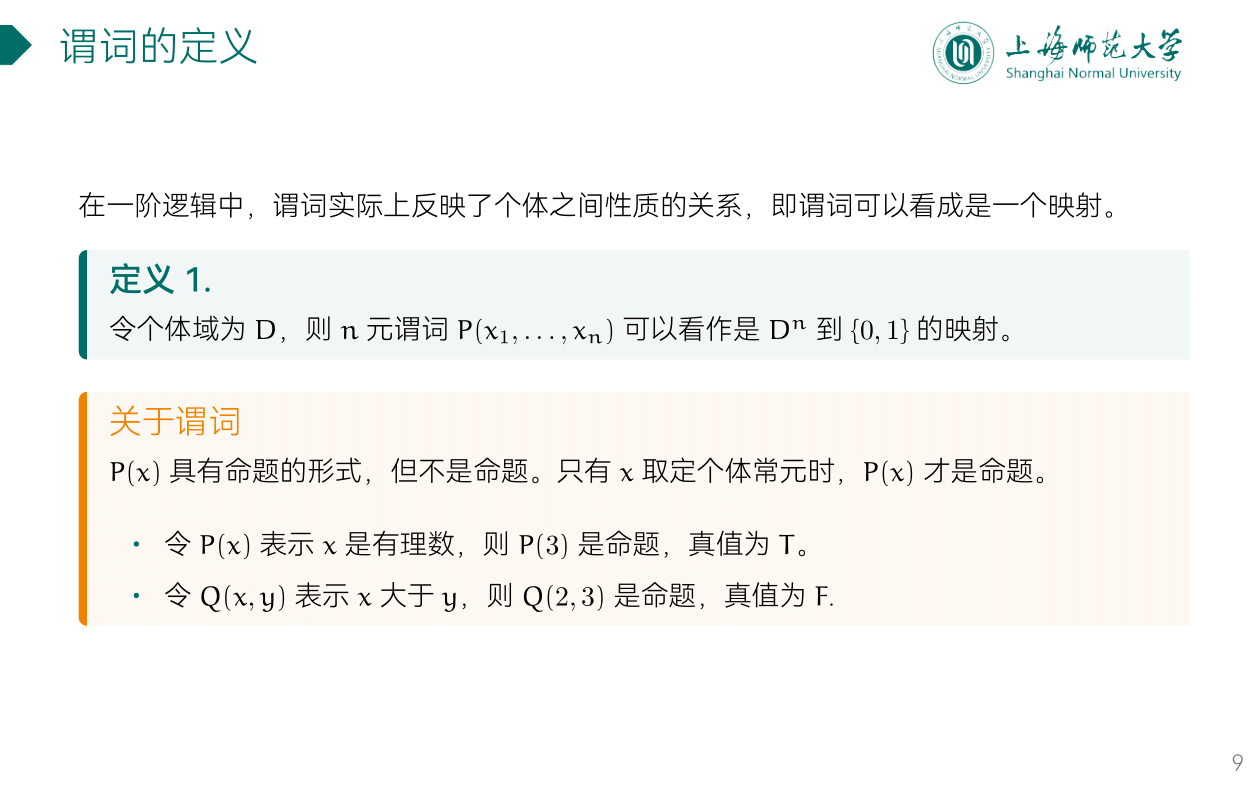 谓词的定义
上海师范大学
Shanghai Normal University
在一阶逻辑中，谓词实际上反映了个体之间性质的关系，即谓词可以看成是一个映射。
定义 1.
令个体域为 D，则 n 元谓词 P(x₁, . . . , xₙ) 可以看作是 Dⁿ 到 {0, 1} 的映射。
关于谓词
P(x) 具有命题的形式，但不是命题。只有 x 取定个体常元时，P(x) 才是命题。
• 令 P(x) 表示 x 是有理数，则 P(3) 是命题，真值为 T。
• 令 Q(x, y) 表示 x 大于 y，则 Q(2, 3) 是命题，真值为 F.
9